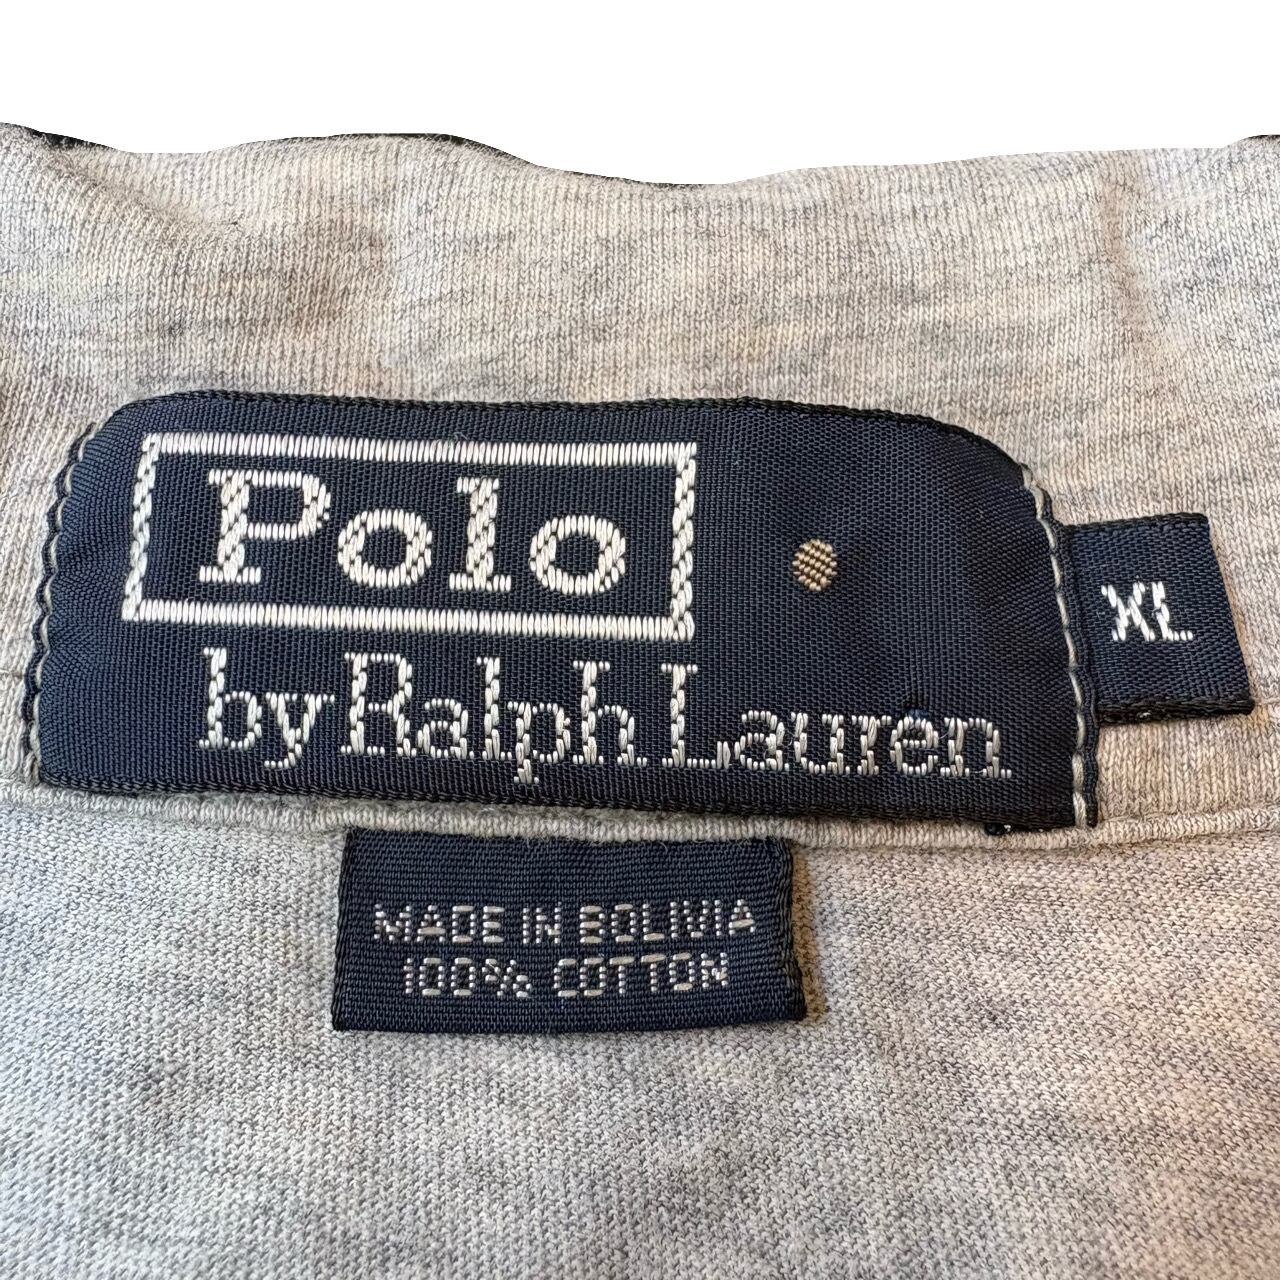 Polo
by Ralph Lauren
XL
MADE IN BOLIVIA
100% COTTON